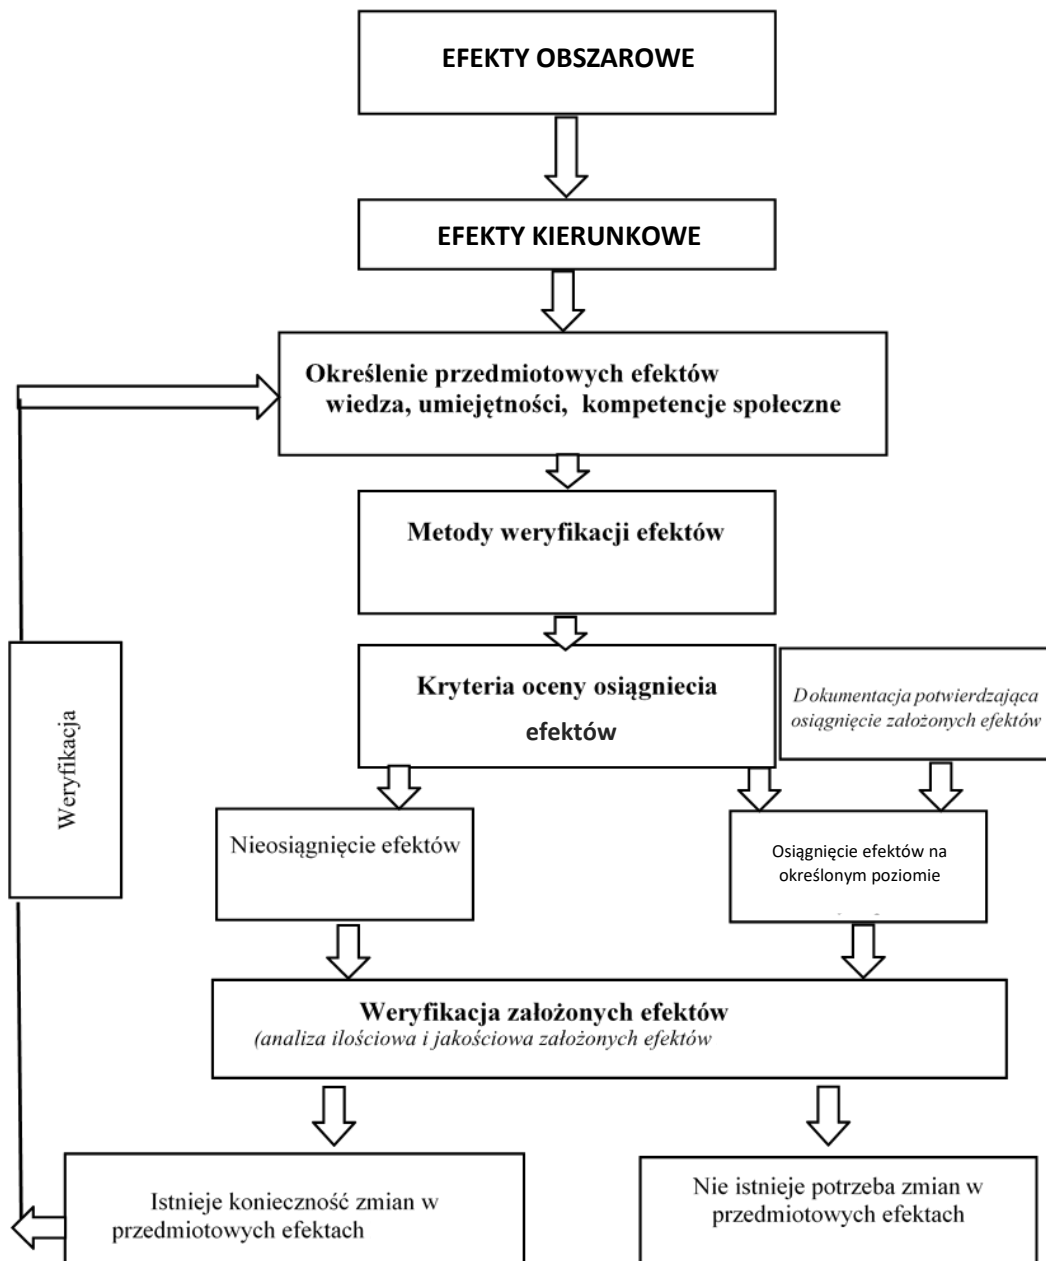 EFEKTY OBSZAROWE
EFEKTY KIERUNKOWE
Określenie przedmiotowych efektów
wiedza, umiejętności, kompetencje społeczne
Metody weryfikacji efektów
Kryteria oceny osiągniecia
efektów
Dokumentacja potwierdzająca
osiągnięcie założonych efektów
Weryfikacja
Nieosiągnięcie efektów
Osiągnięcie efektów na
określonym poziomie
Weryfikacja założonych efektów
(analiza ilościowa i jakościowa założonych efektów
Istnieje konieczność zmian w
przedmiotowych efektach
Nie istnieje potrzeba zmian w
przedmiotowych efektach